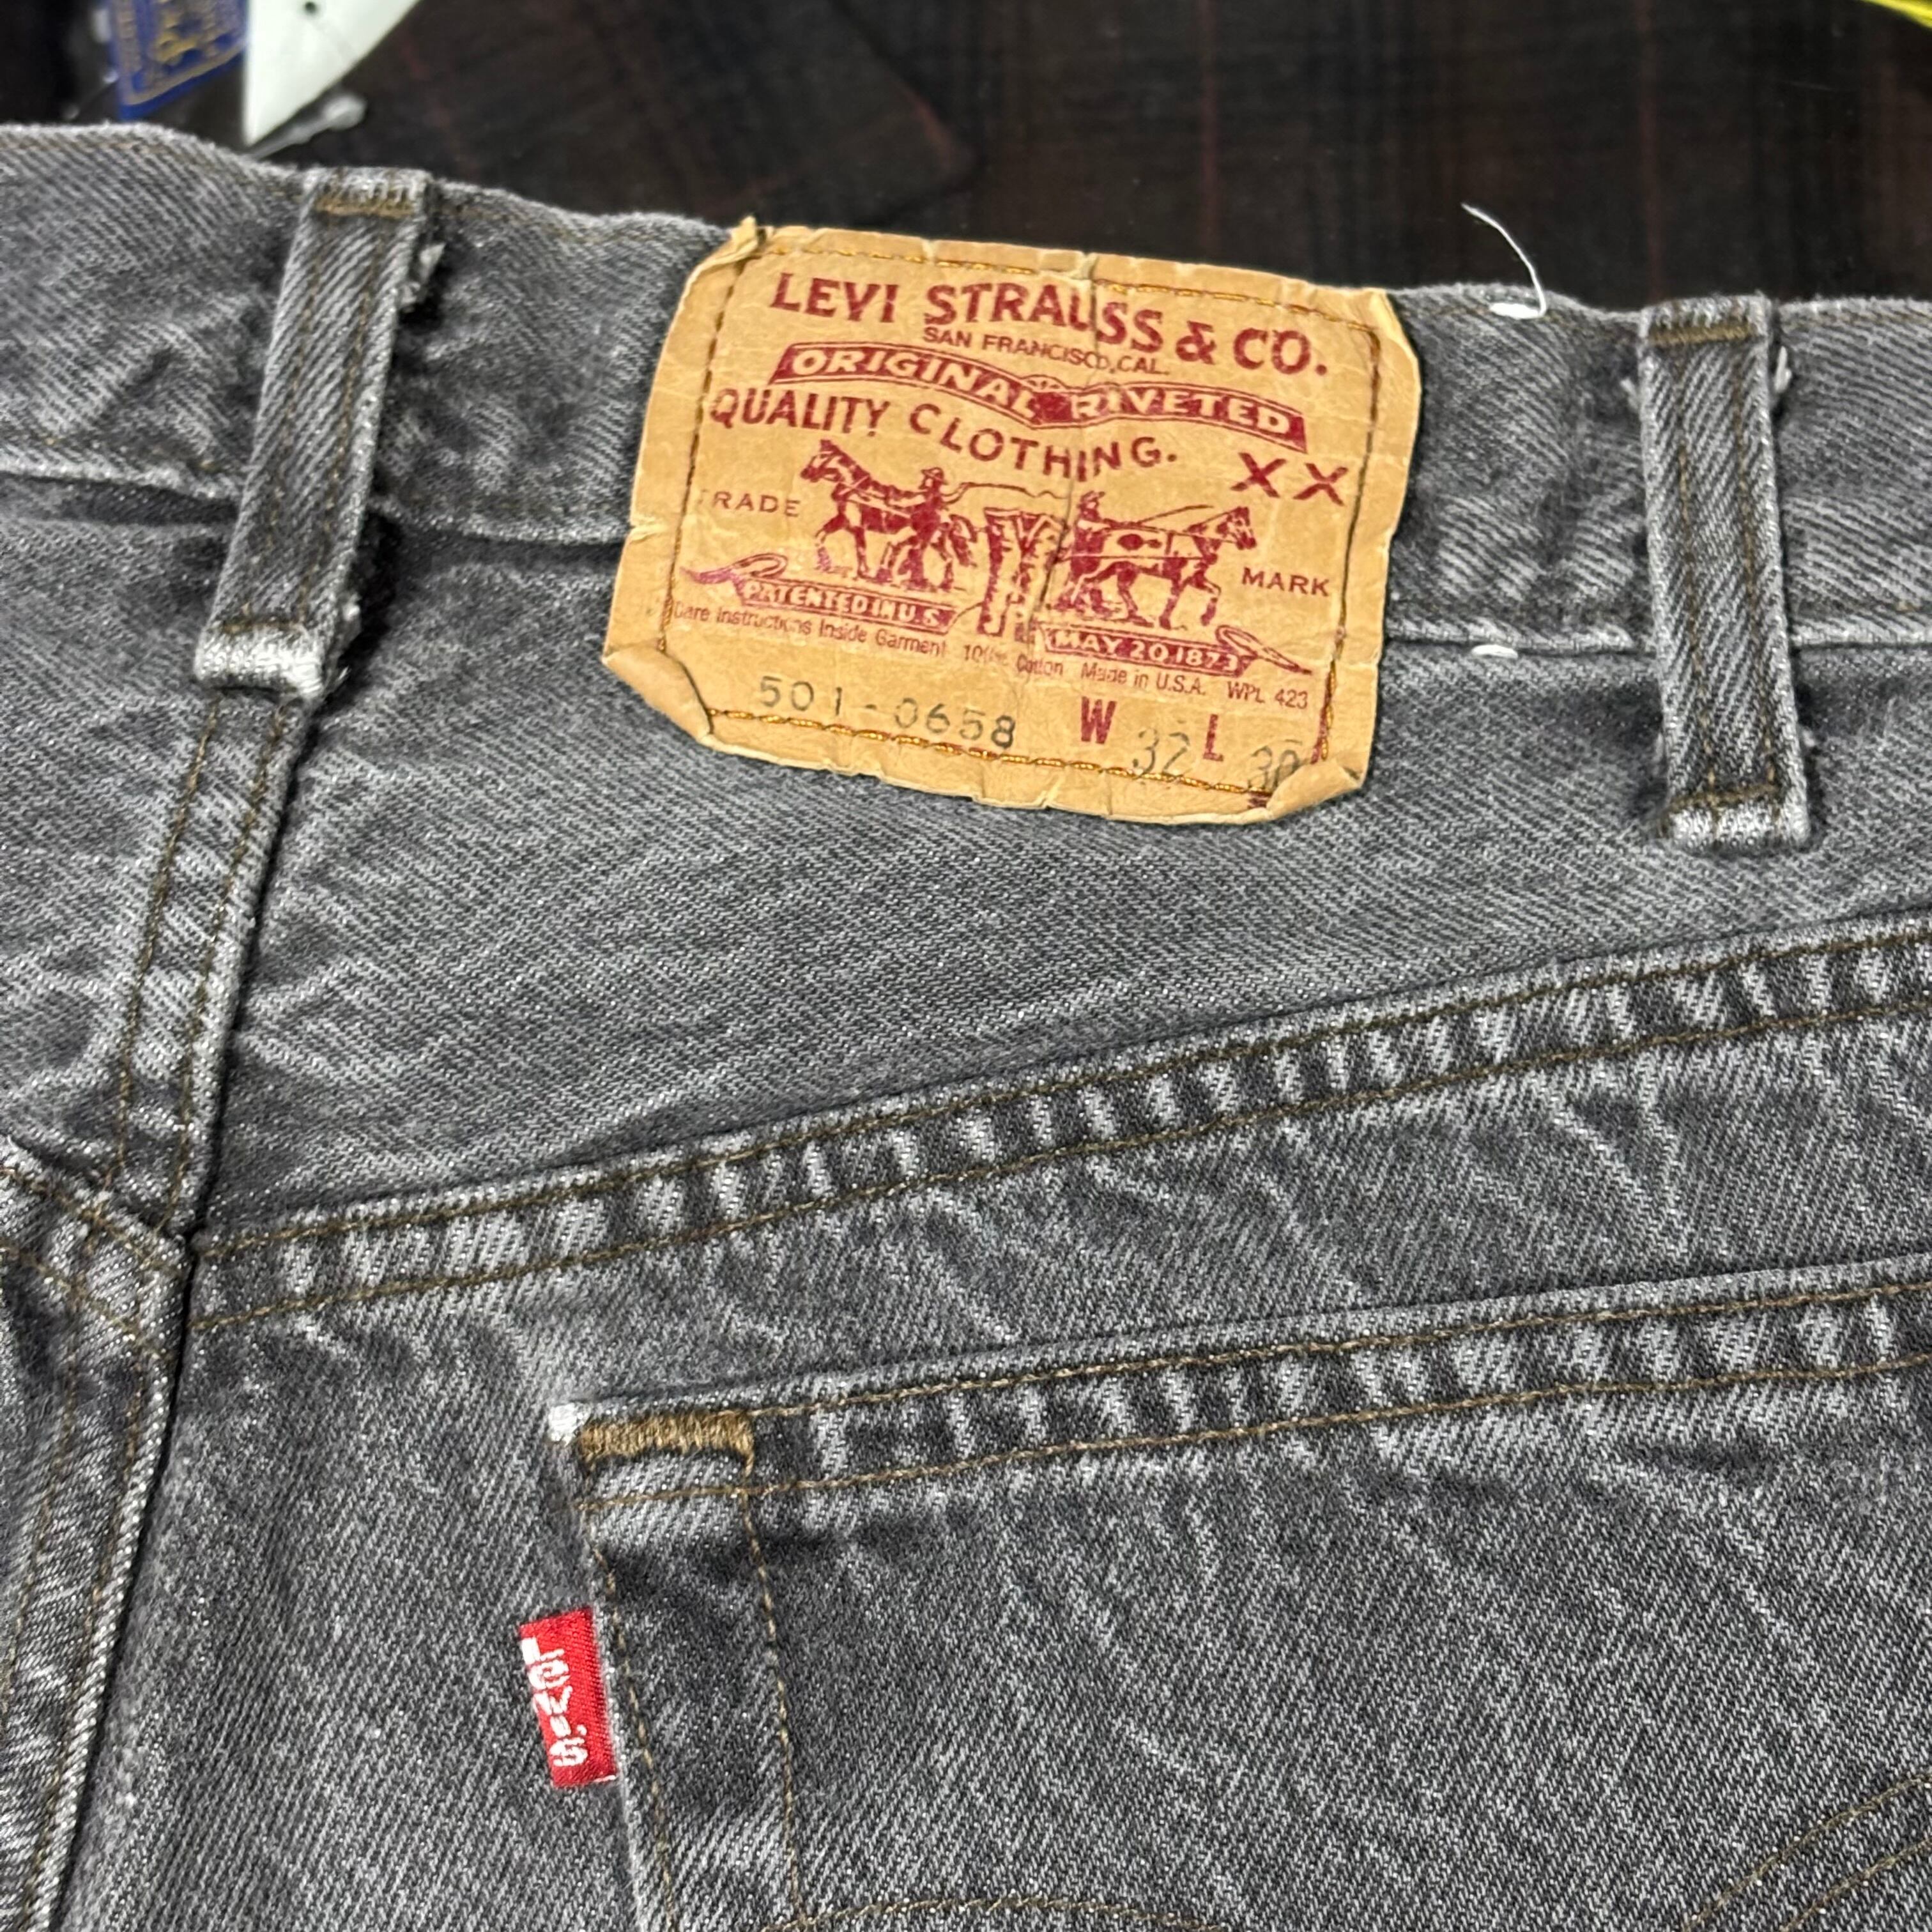 LEVI STRAUSS & CO.
SAN FRANCISCO, CAL.
ORIGINAL RIVETED
QUALITY CLOTHING.
XX
TRADE MARK
PATENTED IN U.S. MAY 20, 1873
Care Instructions Inside Garment 100% Cotton Made in U.S.A. WPL 423
501-0658 W 32 L 30
LEVI'S